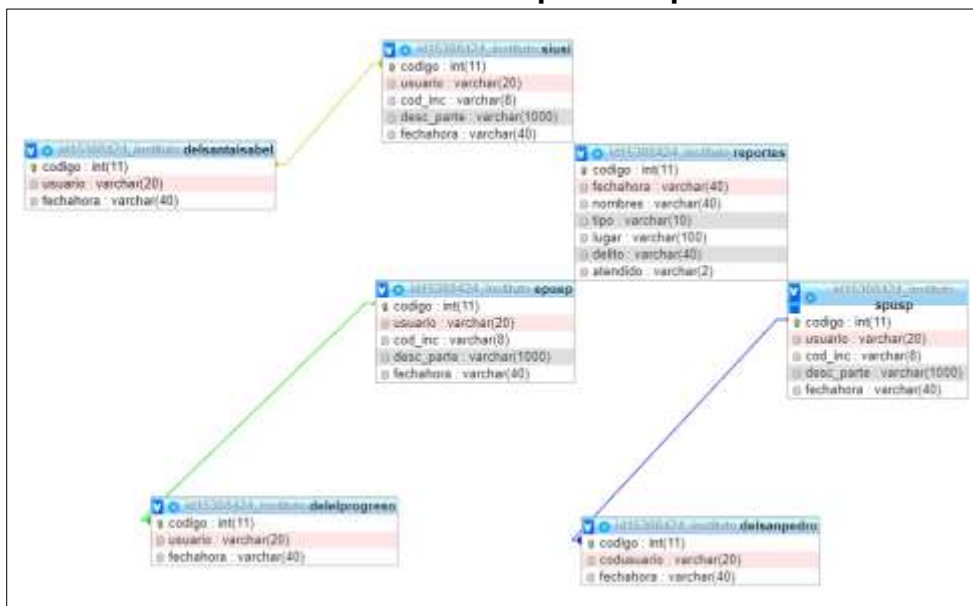 siusi
codigo : int(11)
usuario : varchar(20)
cod_inc : varchar(8)
desc_parte : varchar(1000)
fechahora : varchar(40)
delsantaisabel
codigo : int(11)
usuario : varchar(20)
fechahora : varchar(40)
reportes
codigo : int(11)
fechahora : varchar(40)
nombres : varchar(40)
tipo : varchar(10)
lugar : varchar(100)
delito : varchar(40)
atendido : varchar(2)
epusp
codigo : int(11)
usuario : varchar(20)
cod_inc : varchar(8)
desc_parte : varchar(1000)
fechahora : varchar(40)
spusp
codigo : int(11)
usuario : varchar(20)
cod_inc : varchar(8)
desc_parte : varchar(1000)
fechahora : varchar(40)
delelprogreso
codigo : int(11)
usuario : varchar(20)
fechahora : varchar(40)
delsanpedro
codigo : int(11)
codusuario : varchar(20)
fechahora : varchar(40)